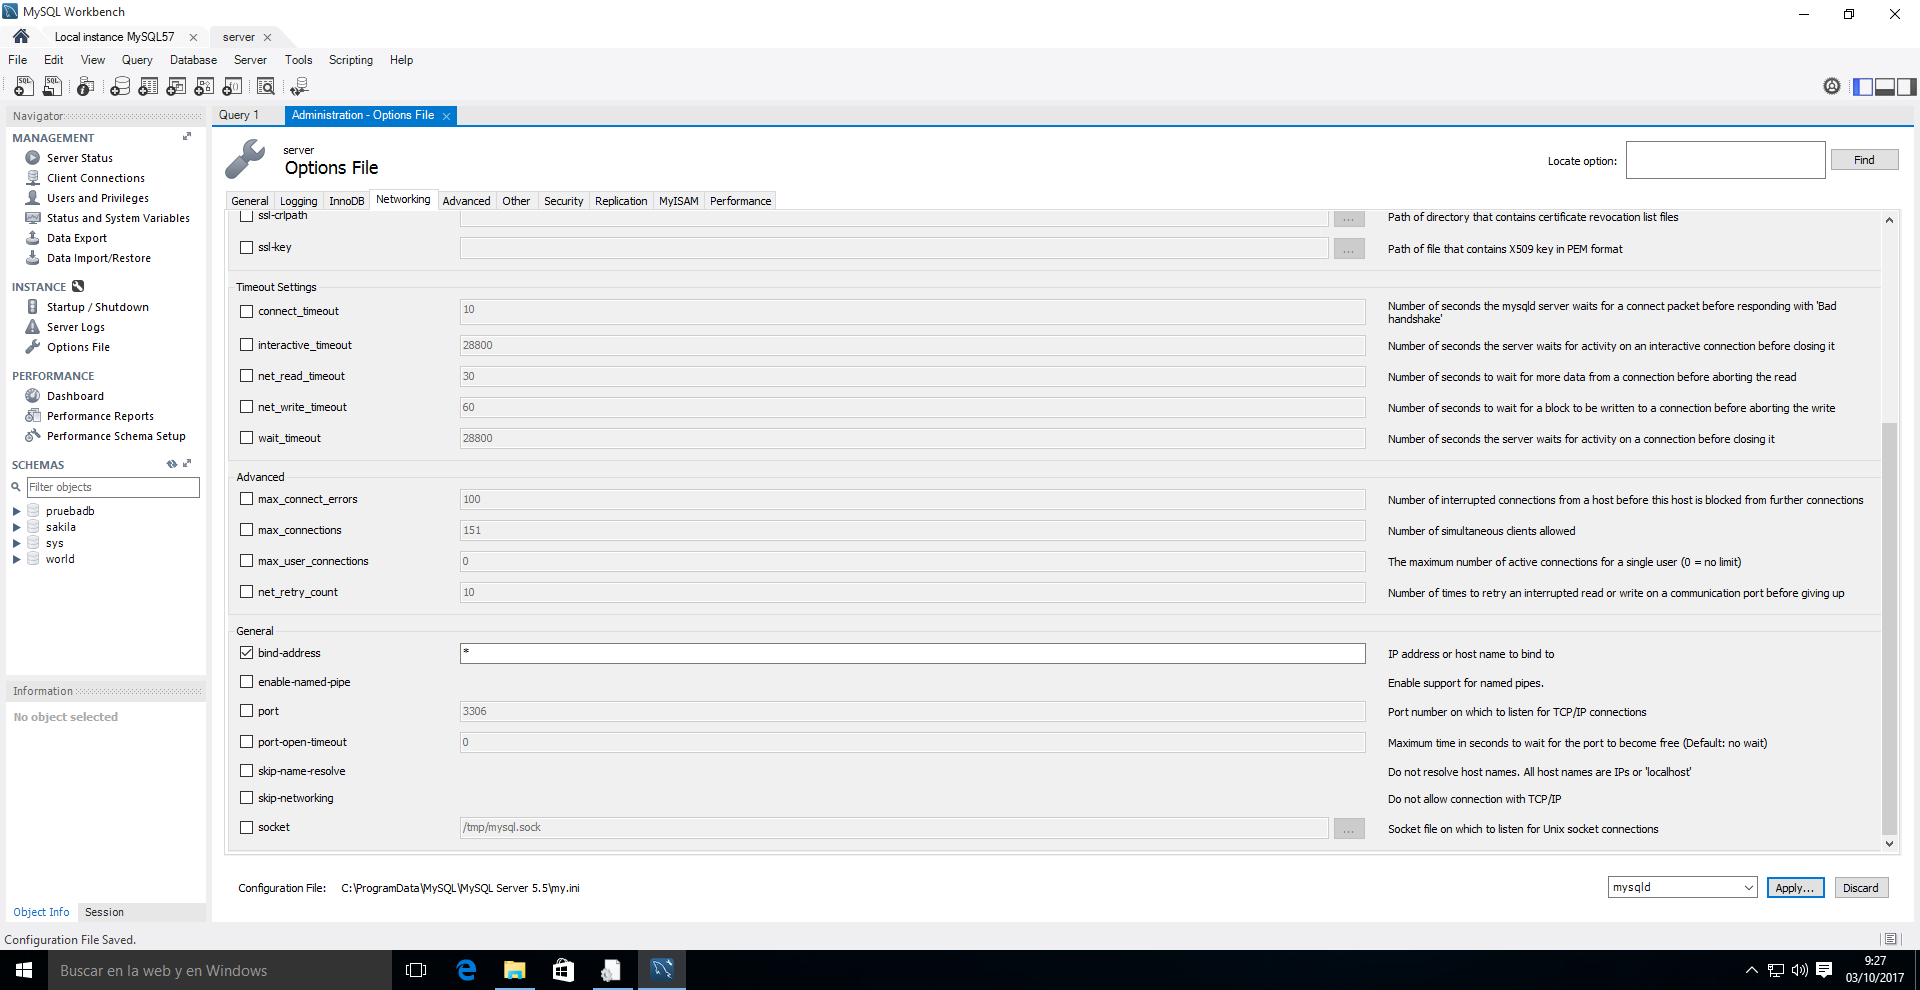 MySQL Workbench
Local instance MySQL57
server
File Edit View Query Database Server Tools Scripting Help
Navigator
MANAGEMENT
Server Status
Client Connections
Users and Privileges
Status and System Variables
Data Export
Data Import/Restore
INSTANCE
Startup / Shutdown
Server Logs
Options File
PERFORMANCE
Dashboard
Performance Reports
Performance Schema Setup
SCHEMAS
Filter objects
pruebadb
sakila
sys
world
Information
No object selected
Object Info Session
Query 1 Administration - Options File
server
Options File
Locate option: Find
General Logging InnoDB Networking Advanced Other Security Replication MyISAM Performance
ssl-crlpath ... Path of directory that contains certificate revocation list files
ssl-key ... Path of file that contains X509 key in PEM format
Timeout Settings
connect_timeout 10 Number of seconds the mysqld server waits for a connect packet before responding with 'Bad
handshake'
interactive_timeout 28800 Number of seconds the server waits for activity on an interactive connection before closing it
net_read_timeout 30 Number of seconds to wait for more data from a connection before aborting the read
net_write_timeout 60 Number of seconds to wait for a block to be written to a connection before aborting the write
wait_timeout 28800 Number of seconds the server waits for activity on a connection before closing it
Advanced
max_connect_errors 100 Number of interrupted connections from a host before this host is blocked from further connections
max_connections 151 Number of simultaneous clients allowed
max_user_connections 0 The maximum number of active connections for a single user (0 = no limit)
net_retry_count 10 Number of times to retry an interrupted read or write on a communication port before giving up
General
bind-address * IP address or host name to bind to
enable-named-pipe Enable support for named pipes.
port 3306 Port number on which to listen for TCP/IP connections
port-open-timeout 0 Maximum time in seconds to wait for the port to become free (Default: no wait)
skip-name-resolve Do not resolve host names. All host names are IPs or 'localhost'
skip-networking Do not allow connection with TCP/IP
socket /tmp/mysql.sock ... Socket file on which to listen for Unix socket connections
Configuration File: C:\ProgramData\MySQL\MySQL Server 5.5\my.ini mysqld Apply... Discard
Configuration File Saved.
Buscar en la web y en Windows
9:27
03/10/2017